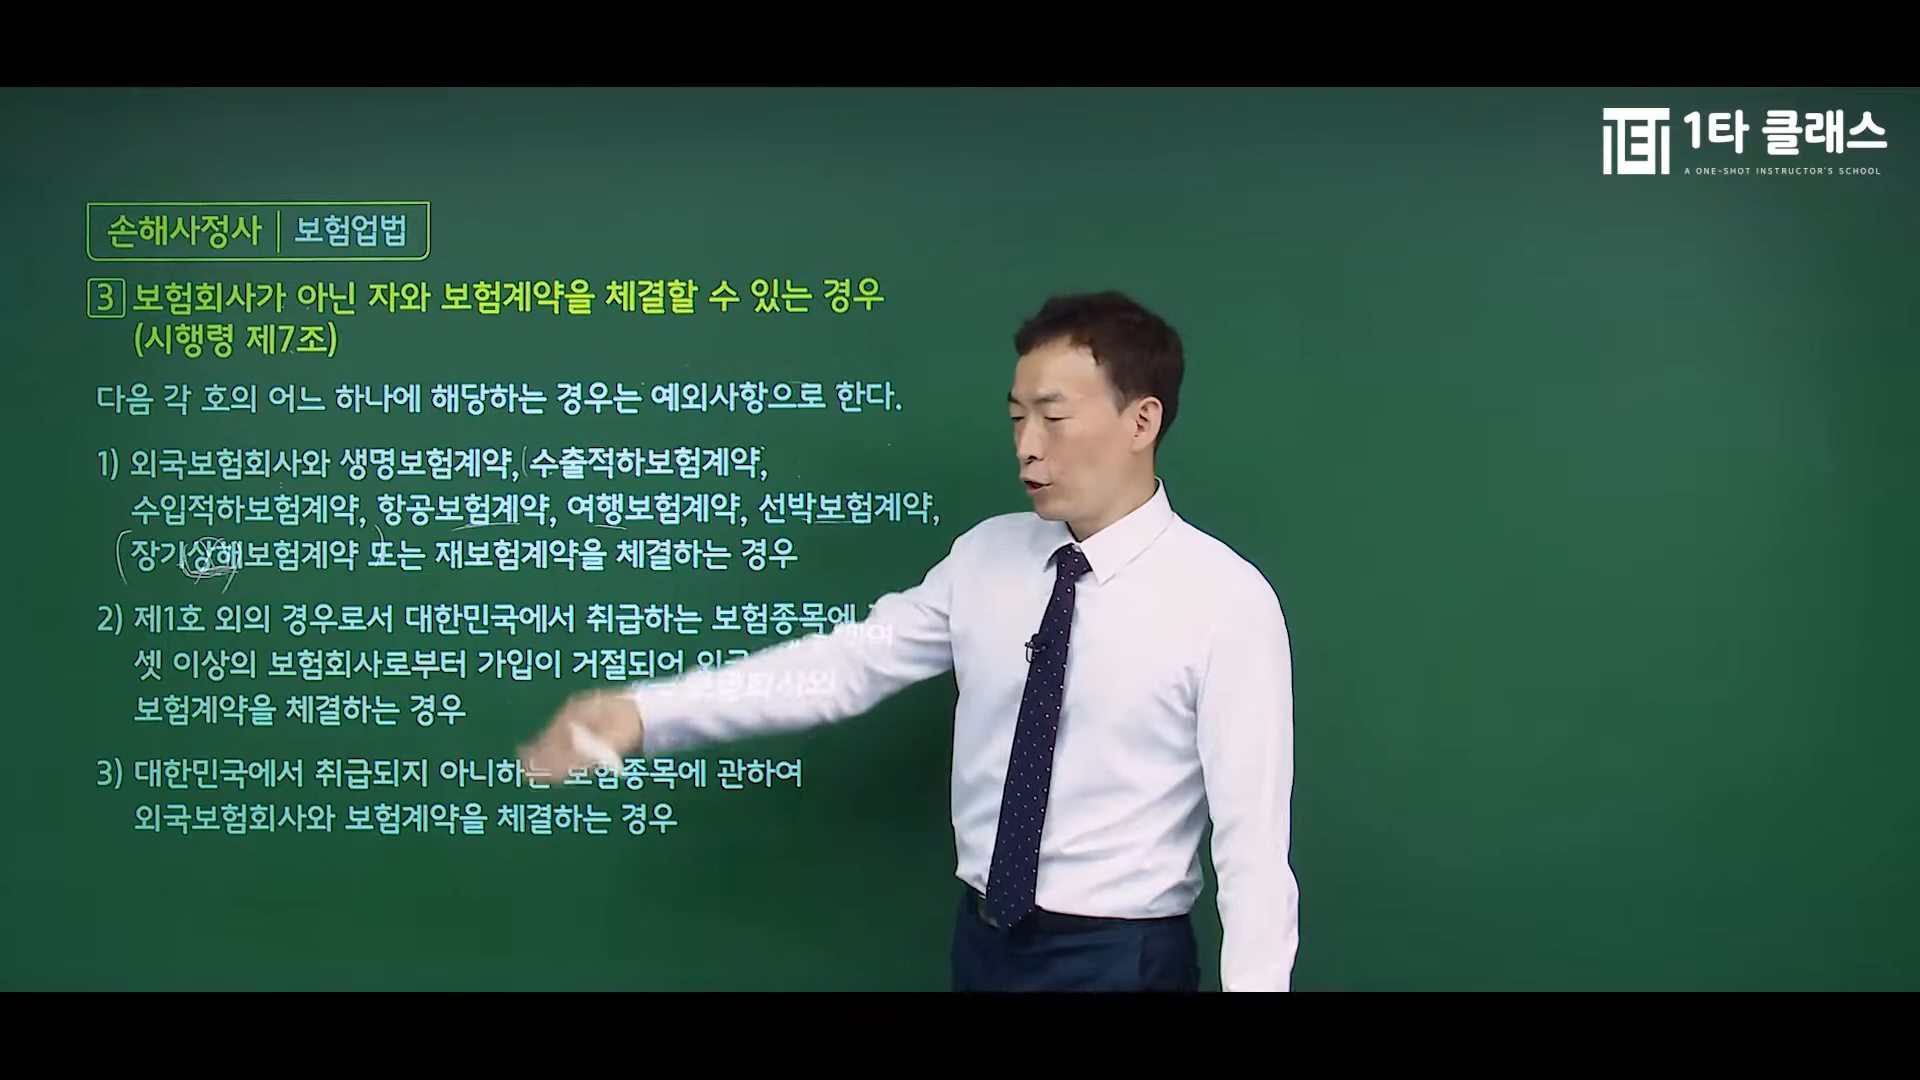 1타 클래스
A ONE-SHOT INSTRUCTOR'S SCHOOL
손해사정사 | 보험업법
3 보험회사가 아닌 자와 보험계약을 체결할 수 있는 경우
(시행령 제7조)
다음 각 호의 어느 하나에 해당하는 경우는 예외사항으로 한다.
1) 외국보험회사와 생명보험계약, 수출적하보험계약,
수입적하보험계약, 항공보험계약, 여행보험계약, 선박보험계약,
장기상해보험계약 또는 재보험계약을 체결하는 경우
2) 제1호 외의 경우로서 대한민국에서 취급하는 보험종목에
셋 이상의 보험회사로부터 가입이 거절되어
보험계약을 체결하는 경우
3) 대한민국에서 취급되지 아니하는 보험종목에 관하여
외국보험회사와 보험계약을 체결하는 경우